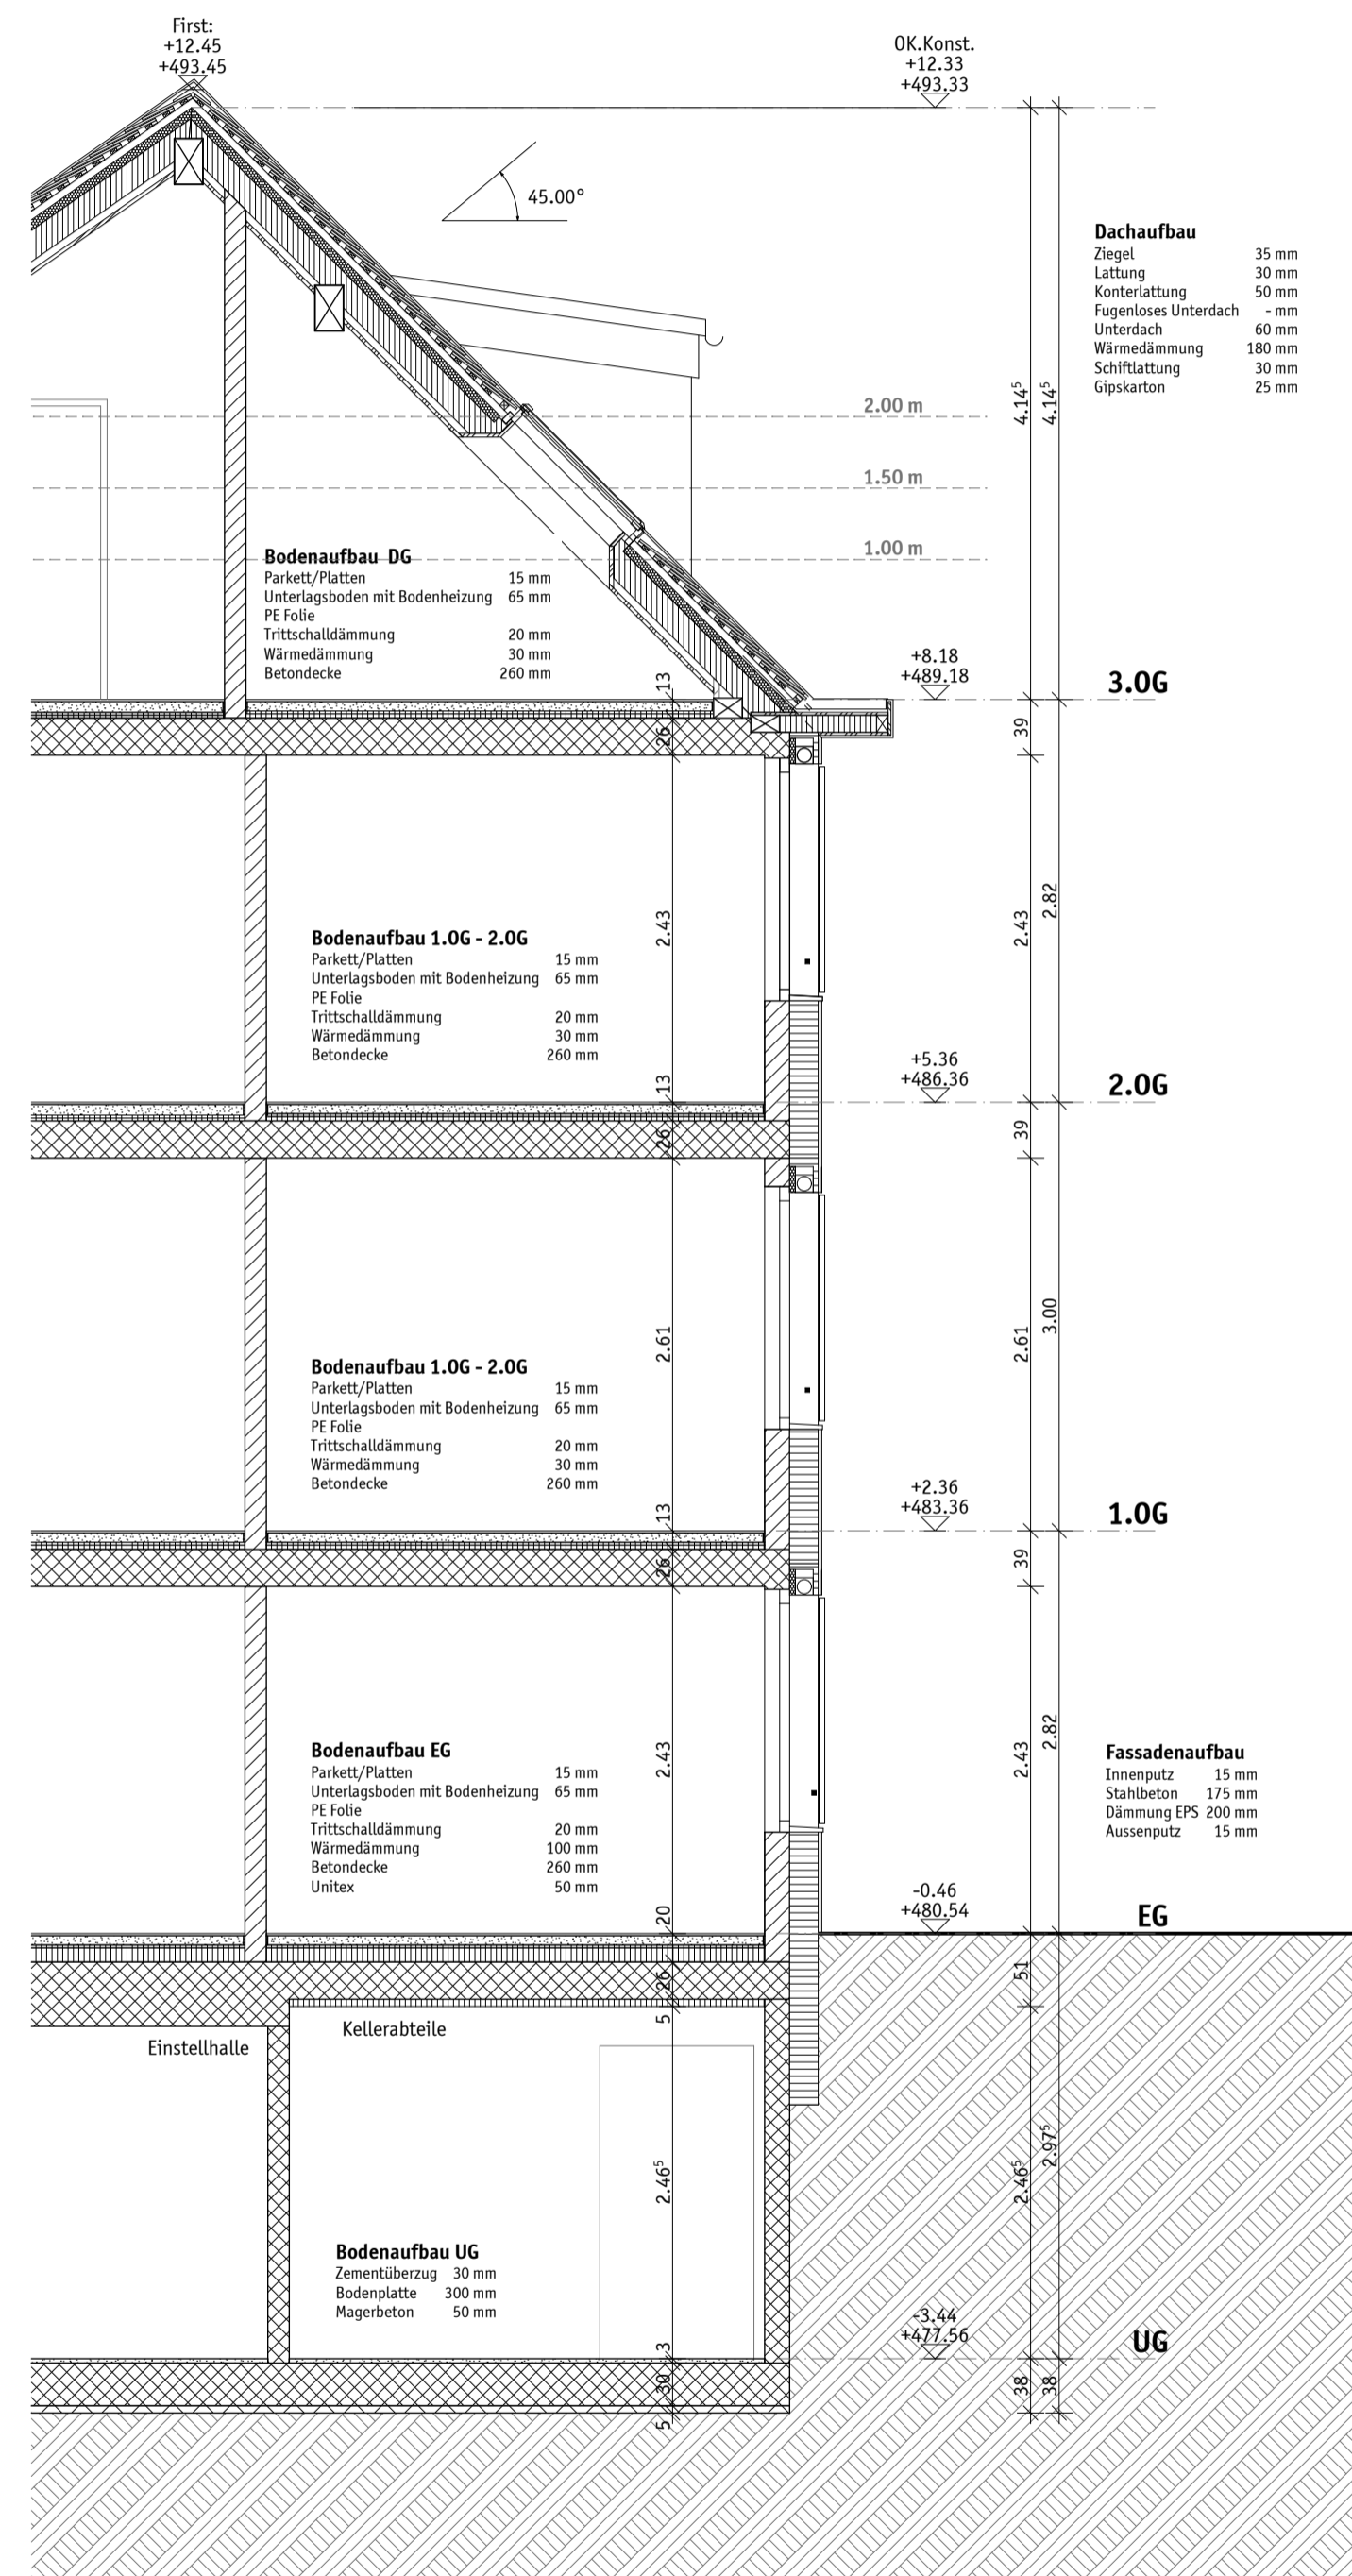 First:
+12.45
+493.45
OK.Konst.
+12.33
+493.33
45.00°
Dachaufbau
Ziegel 35 mm
Lattung 30 mm
Konterlattung 50 mm
Fugenloses Unterdach - mm
Unterdach 60 mm
Wärmedämmung 180 mm
Schiftlattung 30 mm
Gipskarton 25 mm
4.14⁵
4.14⁵
2.00 m
1.50 m
1.00 m
Bodenaufbau DG
Parkett/Platten 15 mm
Unterlagsboden mit Bodenheizung 65 mm
PE Folie
Trittschalldämmung 20 mm
Wärmedämmung 30 mm
Betondecke 260 mm
+8.18
+489.18
3.OG
13
26
39
Bodenaufbau 1.OG - 2.OG
Parkett/Platten 15 mm
Unterlagsboden mit Bodenheizung 65 mm
PE Folie
Trittschalldämmung 20 mm
Wärmedämmung 30 mm
Betondecke 260 mm
2.43
2.43
2.82
+5.36
+486.36
2.OG
13
26
39
Bodenaufbau 1.OG - 2.OG
Parkett/Platten 15 mm
Unterlagsboden mit Bodenheizung 65 mm
PE Folie
Trittschalldämmung 20 mm
Wärmedämmung 30 mm
Betondecke 260 mm
2.61
2.61
3.00
+2.36
+483.36
1.OG
13
26
39
Bodenaufbau EG
Parkett/Platten 15 mm
Unterlagsboden mit Bodenheizung 65 mm
PE Folie
Trittschalldämmung 20 mm
Wärmedämmung 100 mm
Betondecke 260 mm
Unitex 50 mm
2.43
2.43
2.82
Fassadenaufbau
Innenputz 15 mm
Stahlbeton 175 mm
Dämmung EPS 200 mm
Aussenputz 15 mm
-0.46
+480.54
EG
20
26
5
51
Einstellhalle
Kellerabteile
2.46⁵
2.46⁵
2.97⁵
Bodenaufbau UG
Zementüberzug 30 mm
Bodenplatte 300 mm
Magerbeton 50 mm
-3.44
+477.56
UG
3
30
5
38
38